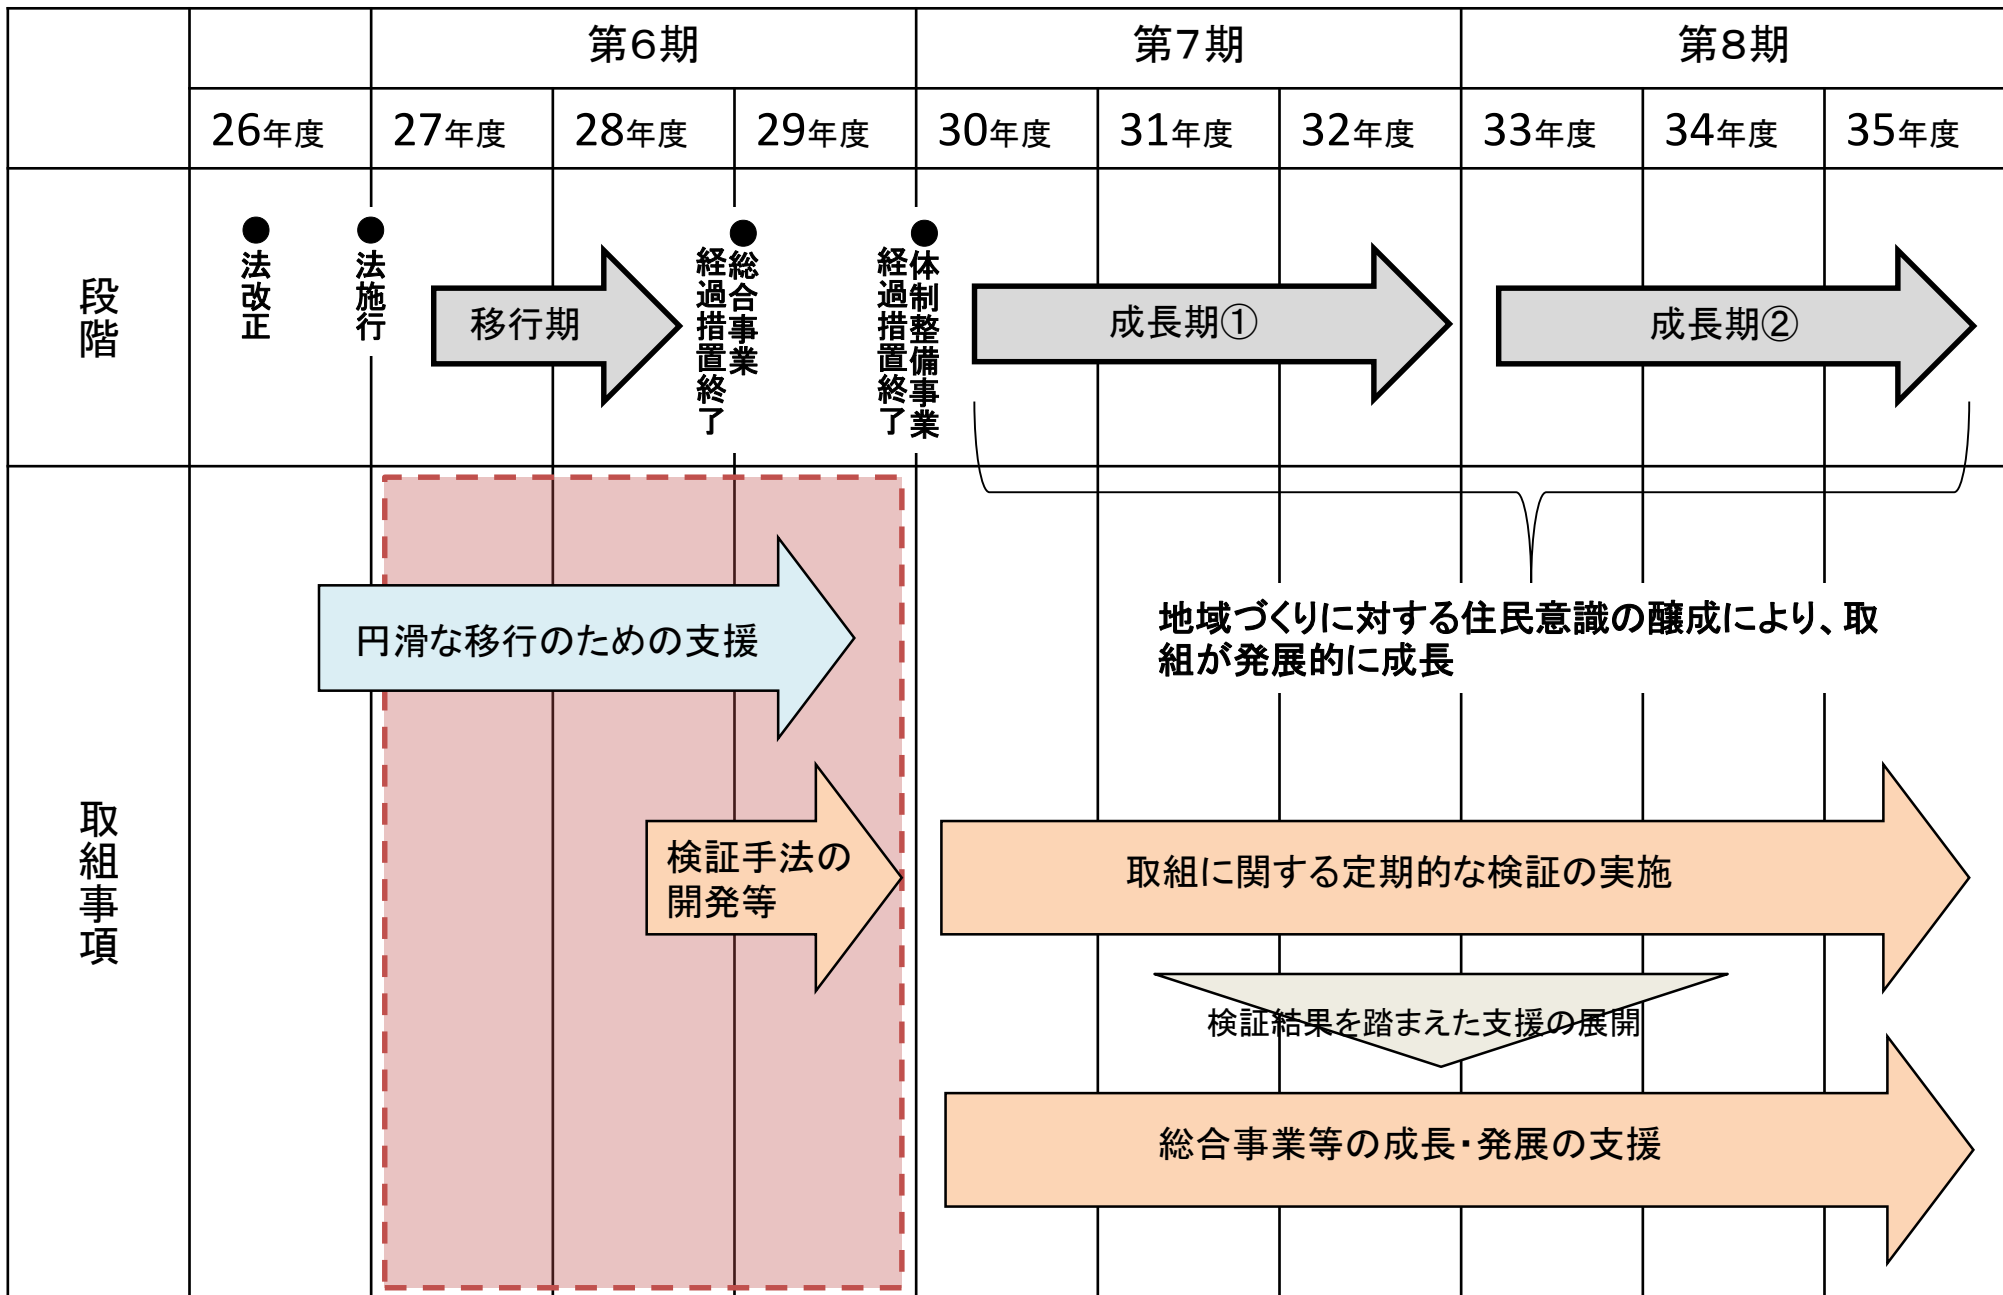 第６期
第７期
第８期
26年度
27年度
28年度
29年度
30年度
31年度
32年度
33年度
34年度
35年度
段階
法改正
法施行
移行期
総合事業
経過措置終了
体制整備事業
経過措置終了
成長期①
成長期②
取組事項
円滑な移行のための支援
地域づくりに対する住民意識の醸成により、取
組が発展的に成長
検証手法の
開発等
取組に関する定期的な検証の実施
検証結果を踏まえた支援の展開
総合事業等の成長・発展の支援